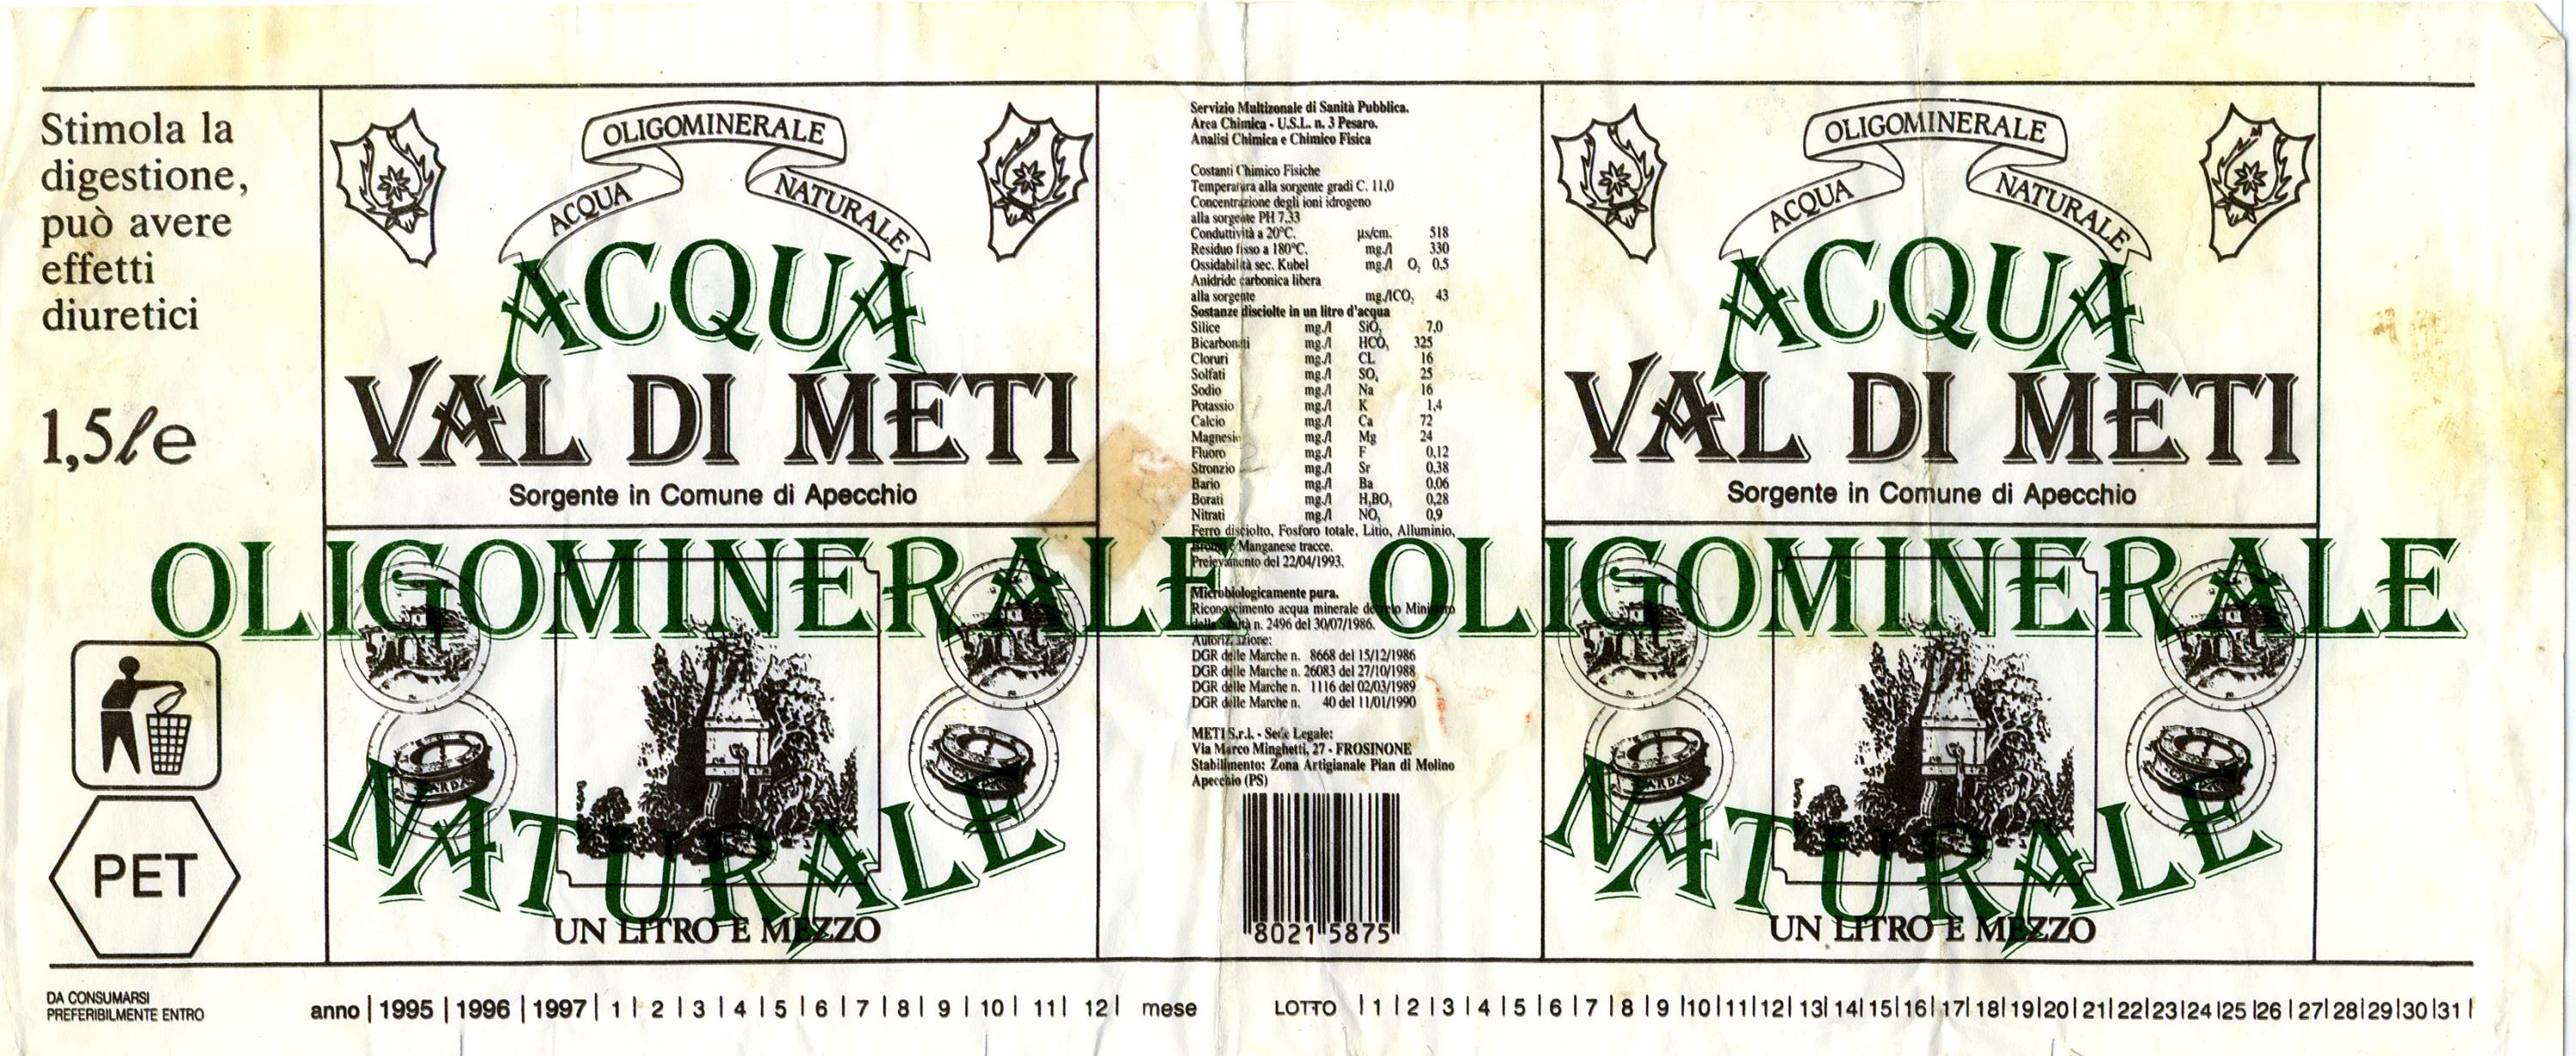 Stimola la
digestione,
può avere
effetti
diuretici
1,5 l e
PET
OLIGOMINERALE
ACQUA NATURALE
ACQUA
VAL DI METI
Sorgente in Comune di Apecchio
OLIGOMINERALE
NATURALE
UN LITRO E MEZZO
Servizio Multizonale di Sanità Pubblica.
Area Chimica - U.S.L. n. 3 Pesaro.
Analisi Chimica e Chimico Fisica
Costanti Chimico Fisiche
Temperatura alla sorgente gradi C. 11,0
Concentrazione degli ioni idrogeno
alla sorgente PH 7,33
Conduttività a 20°C. µs/cm. 518
Residuo fisso a 180°C. mg./l 330
Ossidabilità sec. Kubel mg./l O₂ 0,5
Anidride carbonica libera
alla sorgente mg./lCO₂ 43
Sostanze disciolte in un litro d'acqua
Silice mg./l SiO₂ 7,0
Bicarbonati mg./l HCO₃ 325
Cloruri mg./l CL 16
Solfati mg./l SO₄ 25
Sodio mg./l Na 16
Potassio mg./l K 1,4
Calcio mg./l Ca 72
Magnesio mg./l Mg 24
Fluoro mg./l F 0,12
Stronzio mg./l Sr 0,38
Bario mg./l Ba 0,06
Borati mg./l H₃BO₃ 0,28
Nitrati mg./l NO₃ 0,9
Ferro disciolto, Fosforo totale, Litio, Alluminio,
Bromo e Manganese tracce.
Prelevamento del 22/04/1993.
Microbiologicamente pura.
Riconoscimento acqua minerale decreto Ministero
della Sanità n. 2496 del 30/07/1986.
Autorizzazione:
DGR delle Marche n. 8668 del 15/12/1986
DGR delle Marche n. 26083 del 27/10/1988
DGR delle Marche n. 1116 del 02/03/1989
DGR delle Marche n. 40 del 11/01/1990
METI S.r.l. - Sede Legale:
Via Marco Minghetti, 27 - FROSINONE
Stabilimento: Zona Artigianale Pian di Molino
Apecchio (PS)
80215875
OLIGOMINERALE
ACQUA NATURALE
ACQUA
VAL DI METI
Sorgente in Comune di Apecchio
OLIGOMINERALE
NATURALE
UN LITRO E MEZZO
DA CONSUMARSI
PREFERIBILMENTE ENTRO
anno | 1995 | 1996 | 1997 | 1 | 2 | 3 | 4 | 5 | 6 | 7 | 8 | 9 | 10 | 11 | 12 | mese
LOTTO | 1 | 2 | 3 | 4 | 5 | 6 | 7 | 8 | 9 | 10 | 11 | 12 | 13 | 14 | 15 | 16 | 17 | 18 | 19 | 20 | 21 | 22 | 23 | 24 | 25 | 26 | 27 | 28 | 29 | 30 | 31 |